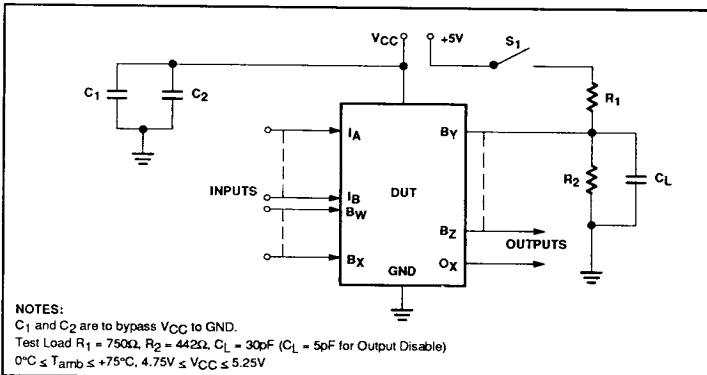 VCC
+5V
S1
C1
C2
R1
IA
BY
R2
CL
INPUTS
IB
BW
DUT
BZ
OUTPUTS
BX
GND
OX
NOTES:
C1 and C2 are to bypass VCC to GND.
Test Load R1 = 750Ω, R2 = 442Ω, CL = 30pF (CL = 5pF for Output Disable)
0°C ≤ Tamb ≤ +75°C, 4.75V ≤ VCC ≤ 5.25V